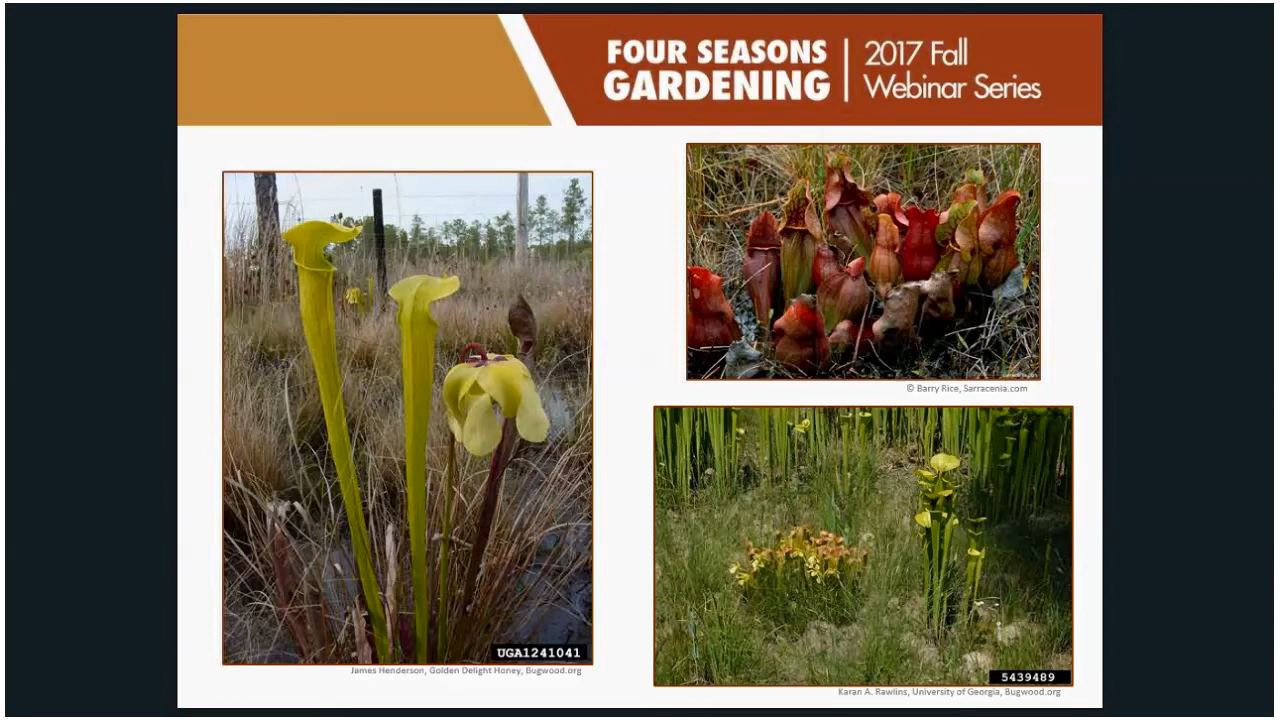 FOUR SEASONS
GARDENING
2017 Fall
Webinar Series
© Barry Rice, Sarracenia.com
UGA1241041
James Henderson, Golden Delight Honey, Bugwood.org
5439489
Karan A. Rawlins, University of Georgia, Bugwood.org